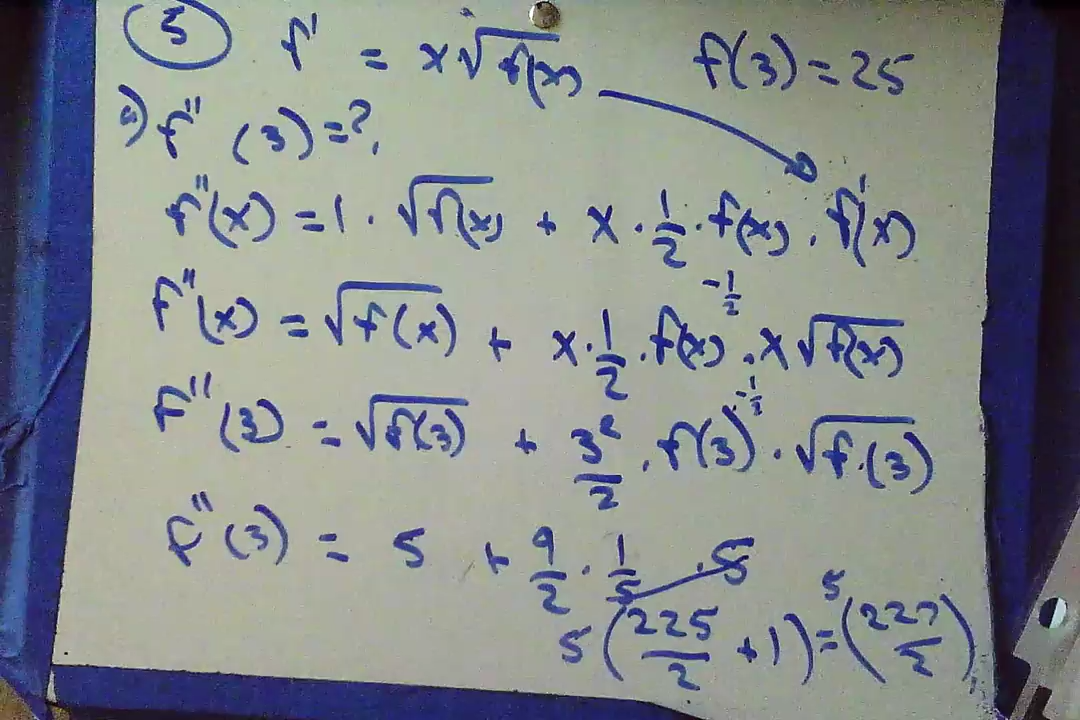 5 f' = x√f(x) f(3)=25
a) f'' (3)=?
f''(x) = 1 · √f(x) + x · 1/2 · f(x) · f'(x)
f''(x) = √f(x) + x · 1/2 · f(x)^-1/2 · x√f(x)
f''(3) = √f(3) + 3²/2 · f(3)^-1/2 · √f(3)
f''(3) = 5 + 9/2 · 1/5 · 5
5(225/2 + 1) = 5(227/2)